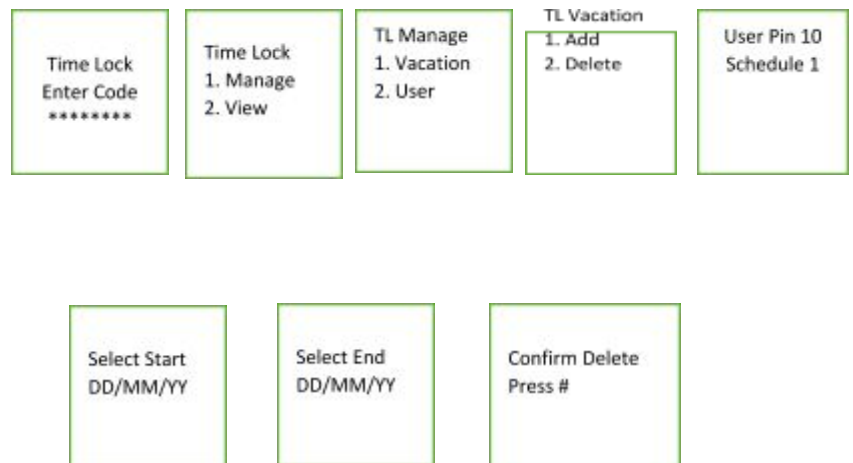 Time Lock
Enter Code
********
Time Lock
1. Manage
2. View
TL Manage
1. Vacation
2. User
TL Vacation
1. Add
2. Delete
User Pin 10
Schedule 1
Select Start
DD/MM/YY
Select End
DD/MM/YY
Confirm Delete
Press #